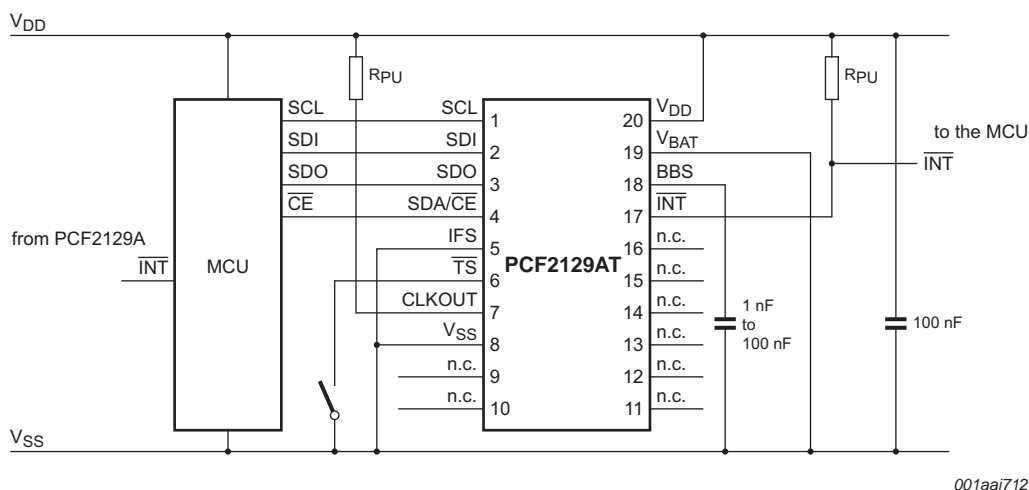 VDD
RPU
RPU
SCL
SDI
SDO
CE
SCL
SDI
SDO
SDA/CE
IFS
TS
CLKOUT
VSS
n.c.
n.c.
1
2
3
4
5
6
7
8
9
10
PCF2129AT
20
19
18
17
16
15
14
13
12
11
VDD
VBAT
BBS
INT
n.c.
n.c.
n.c.
n.c.
n.c.
n.c.
to the MCU
INT
from PCF2129A
INT
MCU
1 nF
to
100 nF
100 nF
VSS
001aaj712